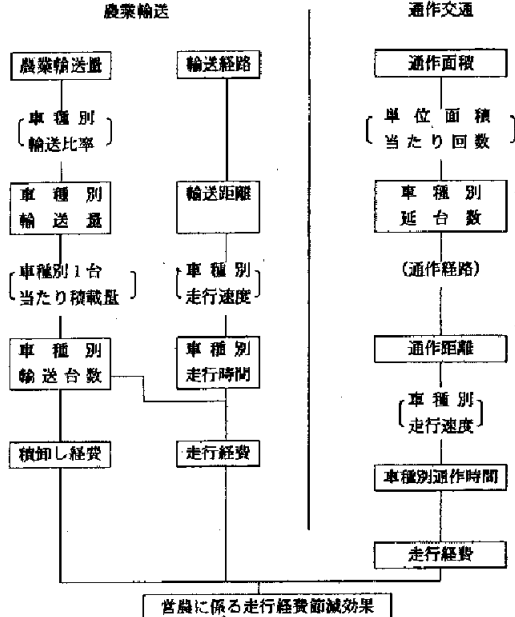 農業輸送
農業輸送量
車種別
輸送比率
車種別
輸送量
車種別1台
当たり積載量
車種別
輸送台数
積卸し経費
輸送経路
輸送距離
車種別
走行速度
車種別
走行時間
走行経費
通作交通
通作面積
単位面積
当たり回数
車種別
延台数
(通作経路)
通作距離
車種別
走行速度
車種別通作時間
走行経費
営農に係る走行経費節減効果